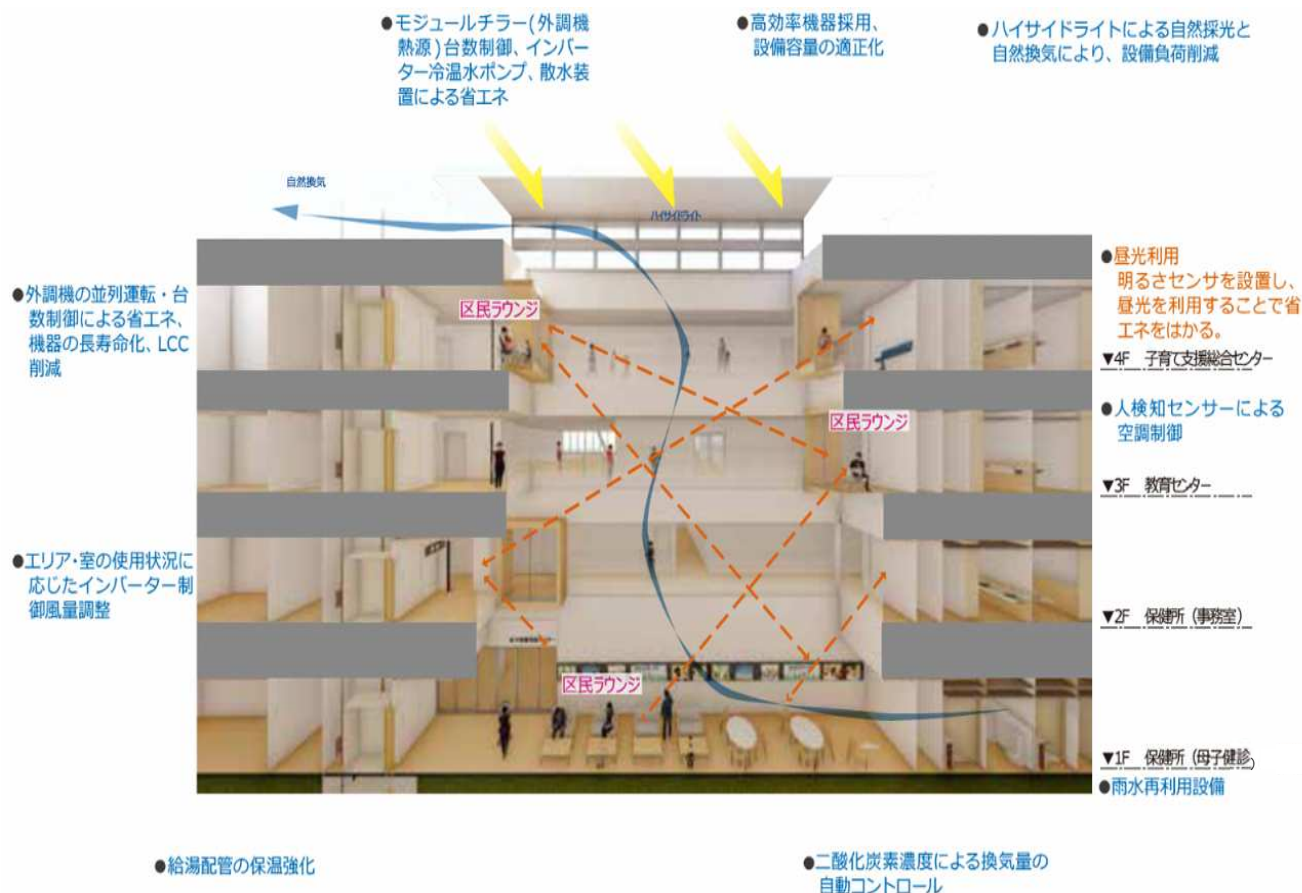 ●モジュールチラー(外調機
熱源)台数制御、インバー
ター冷温水ポンプ、散水装
置による省エネ
●高効率機器採用、
設備容量の適正化
●ハイサイドライトによる自然採光と
自然換気により、設備負荷削減
自然換気
ハイサイドライト
●昼光利用
明るさセンサを設置し、
昼光を利用することで省
エネをはかる。
●外調機の並列運転・台
数制御による省エネ、
機器の長寿命化、LCC
削減
区民ラウンジ
▼4F 子育て支援総合センター
●人検知センサーによる
空調制御
区民ラウンジ
▼3F 教育センター
●エリア・室の使用状況に
応じたインバーター制
御風量調整
▼2F 保健所（事務室）
区民ラウンジ
▼1F 保健所（母子健診）
●雨水再利用設備
●給湯配管の保温強化
●二酸化炭素濃度による換気量の
自動コントロール